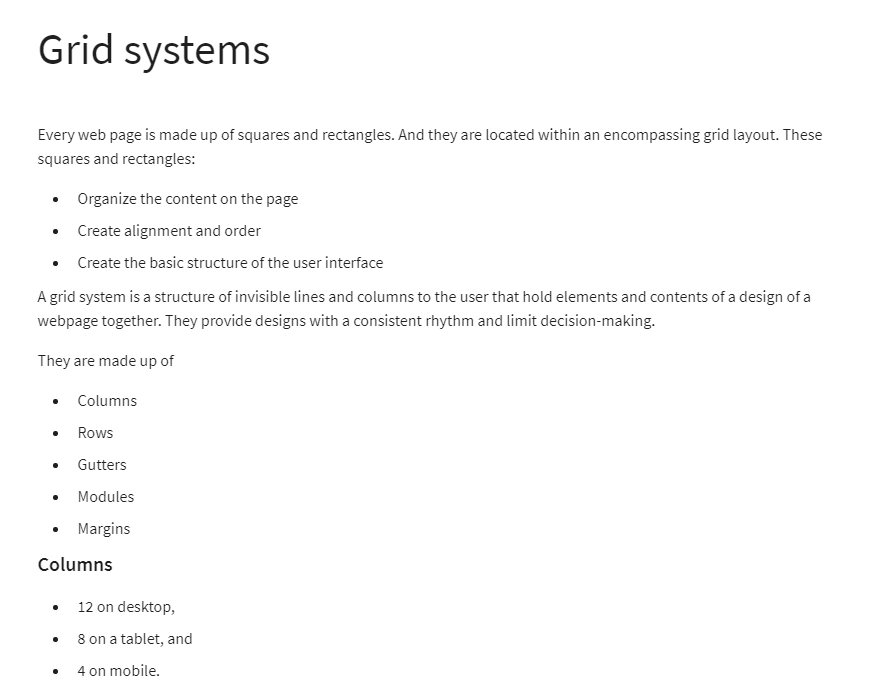 Grid systems
Every web page is made up of squares and rectangles. And they are located within an encompassing grid layout. These
squares and rectangles:
• Organize the content on the page
• Create alignment and order
• Create the basic structure of the user interface
A grid system is a structure of invisible lines and columns to the user that hold elements and contents of a design of a
webpage together. They provide designs with a consistent rhythm and limit decision-making.
They are made up of
• Columns
• Rows
• Gutters
• Modules
• Margins
Columns
• 12 on desktop,
• 8 on a tablet, and
• 4 on mobile.